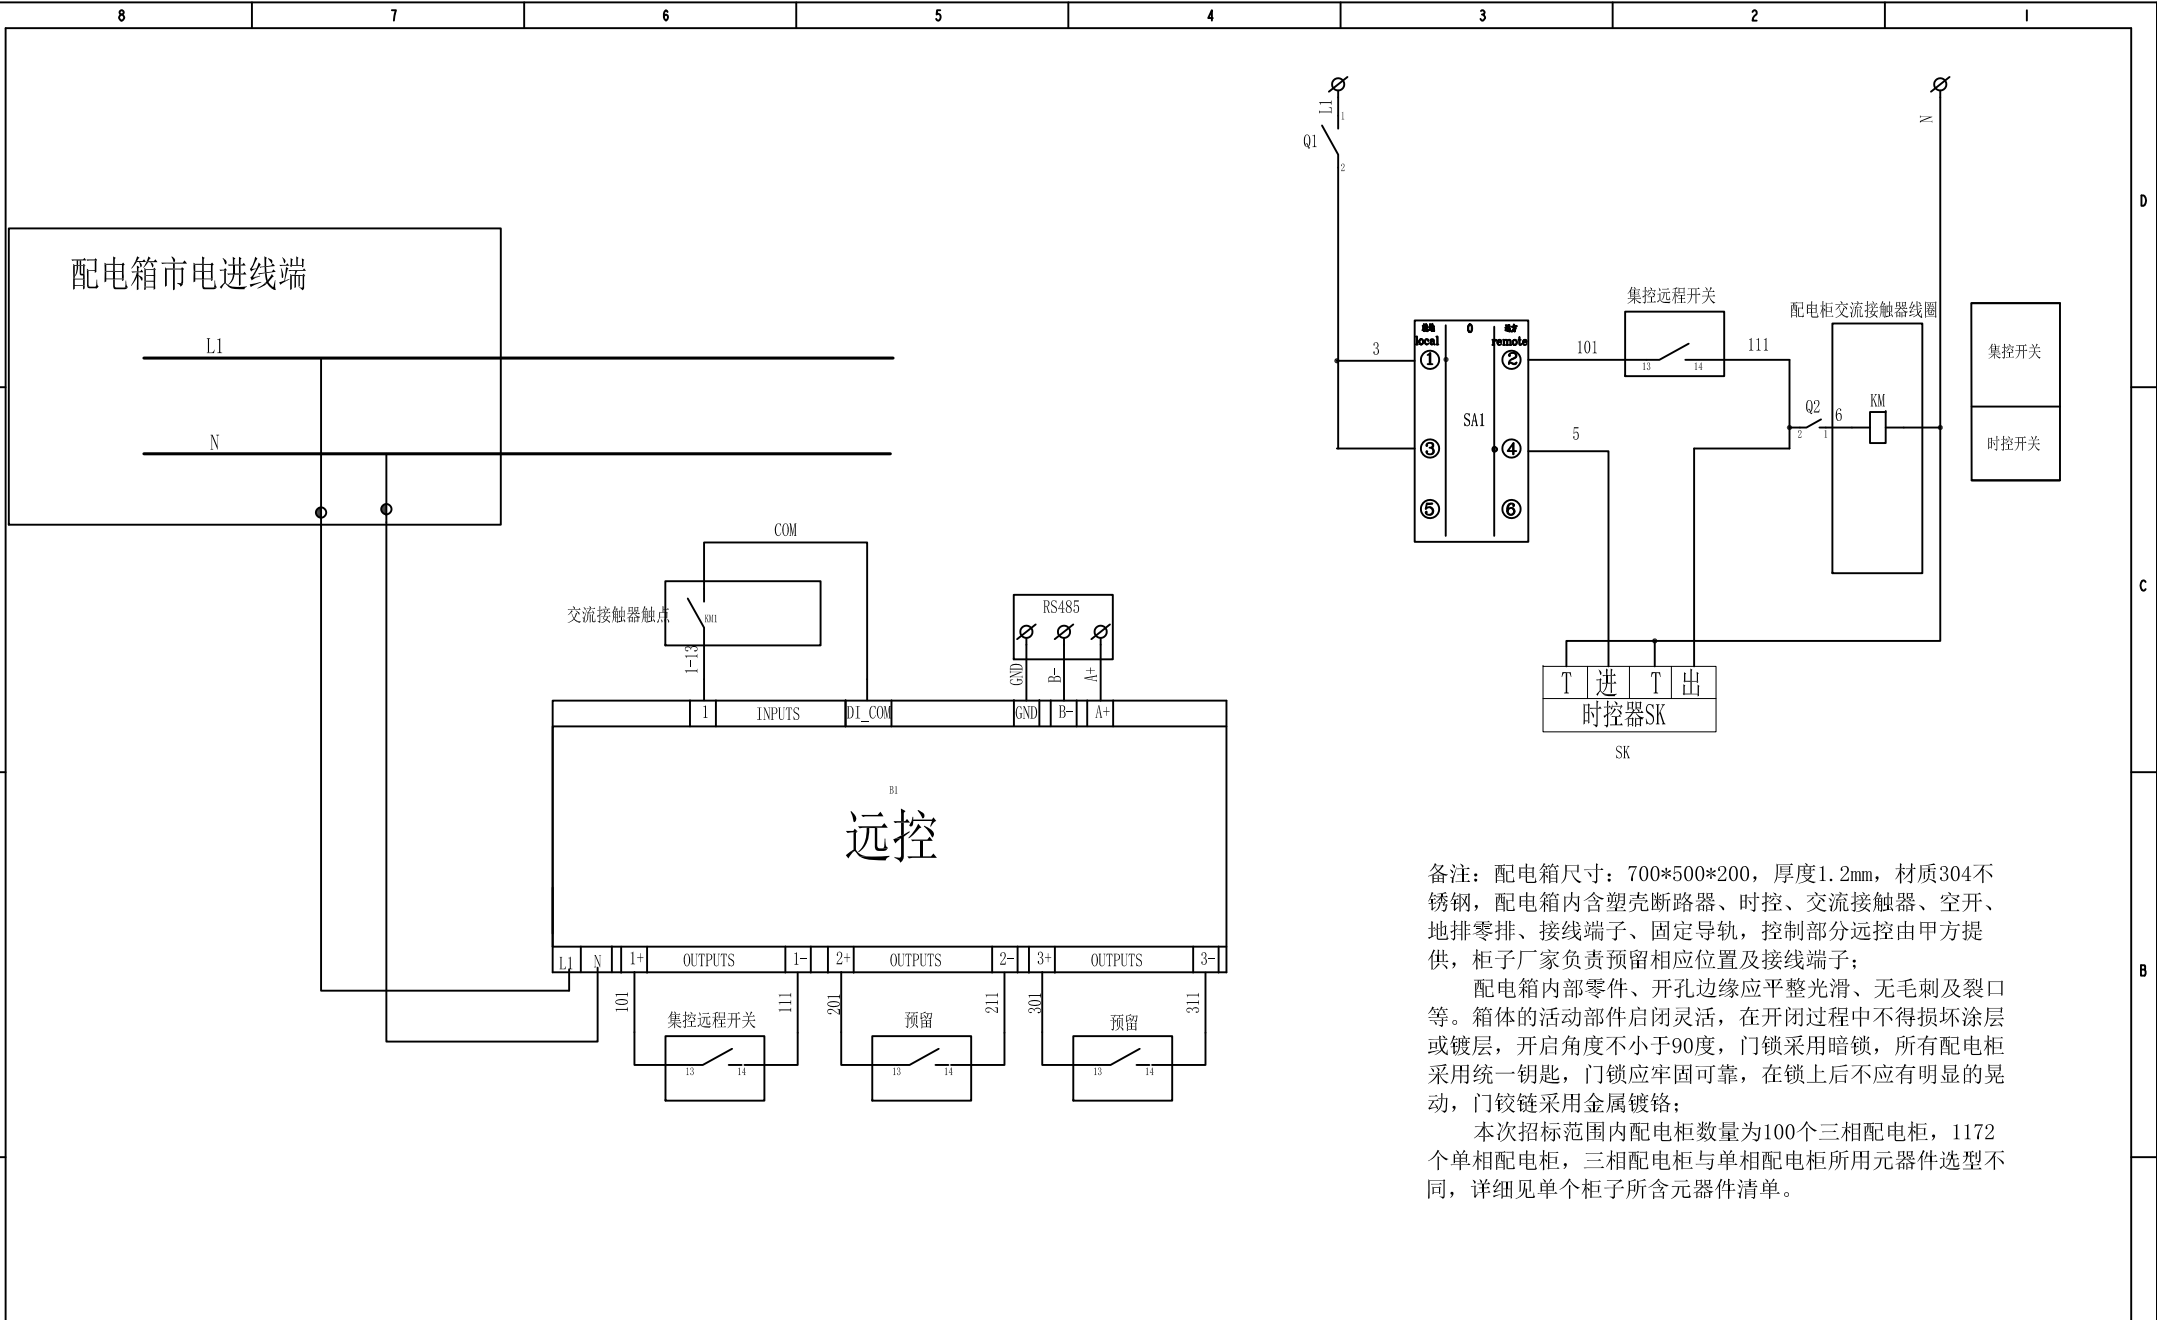 8 7 6 5 4 3 2 1
D
C
B
配电箱市电进线端
L1
N
COM
交流接触器触点
KM1
1-13
RS485
GND B- A+
1 INPUTS DI_COM GND B- A+
B1
远控
L1 N 1+ OUTPUTS 1- 2+ OUTPUTS 2- 3+ OUTPUTS 3-
101 111 201 211 301 311
集控远程开关 预留 预留
13 14 13 14 13 14
L1
1
Q1
2
N
3
local 0 remote
① ②
SA1
③ ④
⑤ ⑥
101
集控远程开关
13 14
111
5
配电柜交流接触器线圈
Q2
2 1
6
KM
集控开关
时控开关
T 进 T 出
时控器SK
SK
备注：配电箱尺寸：700*500*200，厚度1.2mm，材质304不
锈钢，配电箱内含塑壳断路器、时控、交流接触器、空开、
地排零排、接线端子、固定导轨，控制部分远控由甲方提
供，柜子厂家负责预留相应位置及接线端子；
配电箱内部零件、开孔边缘应平整光滑、无毛刺及裂口
等。箱体的活动部件启闭灵活，在开闭过程中不得损坏涂层
或镀层，开启角度不小于90度，门锁采用暗锁，所有配电柜
采用统一钥匙，门锁应牢固可靠，在锁上后不应有明显的晃
动，门铰链采用金属镀铬；
本次招标范围内配电柜数量为100个三相配电柜，1172
个单相配电柜，三相配电柜与单相配电柜所用元器件选型不
同，详细见单个柜子所含元器件清单。